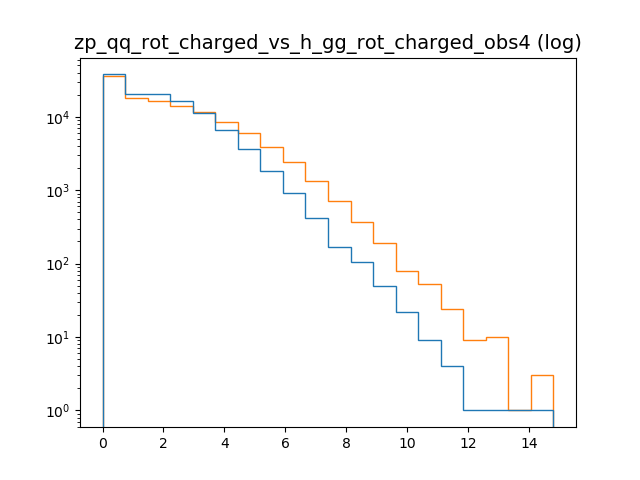 zp_qq_rot_charged_vs_h_gg_rot_charged_obs4 (log)
10⁴
10³
10²
10¹
10⁰
0 2 4 6 8 10 12 14